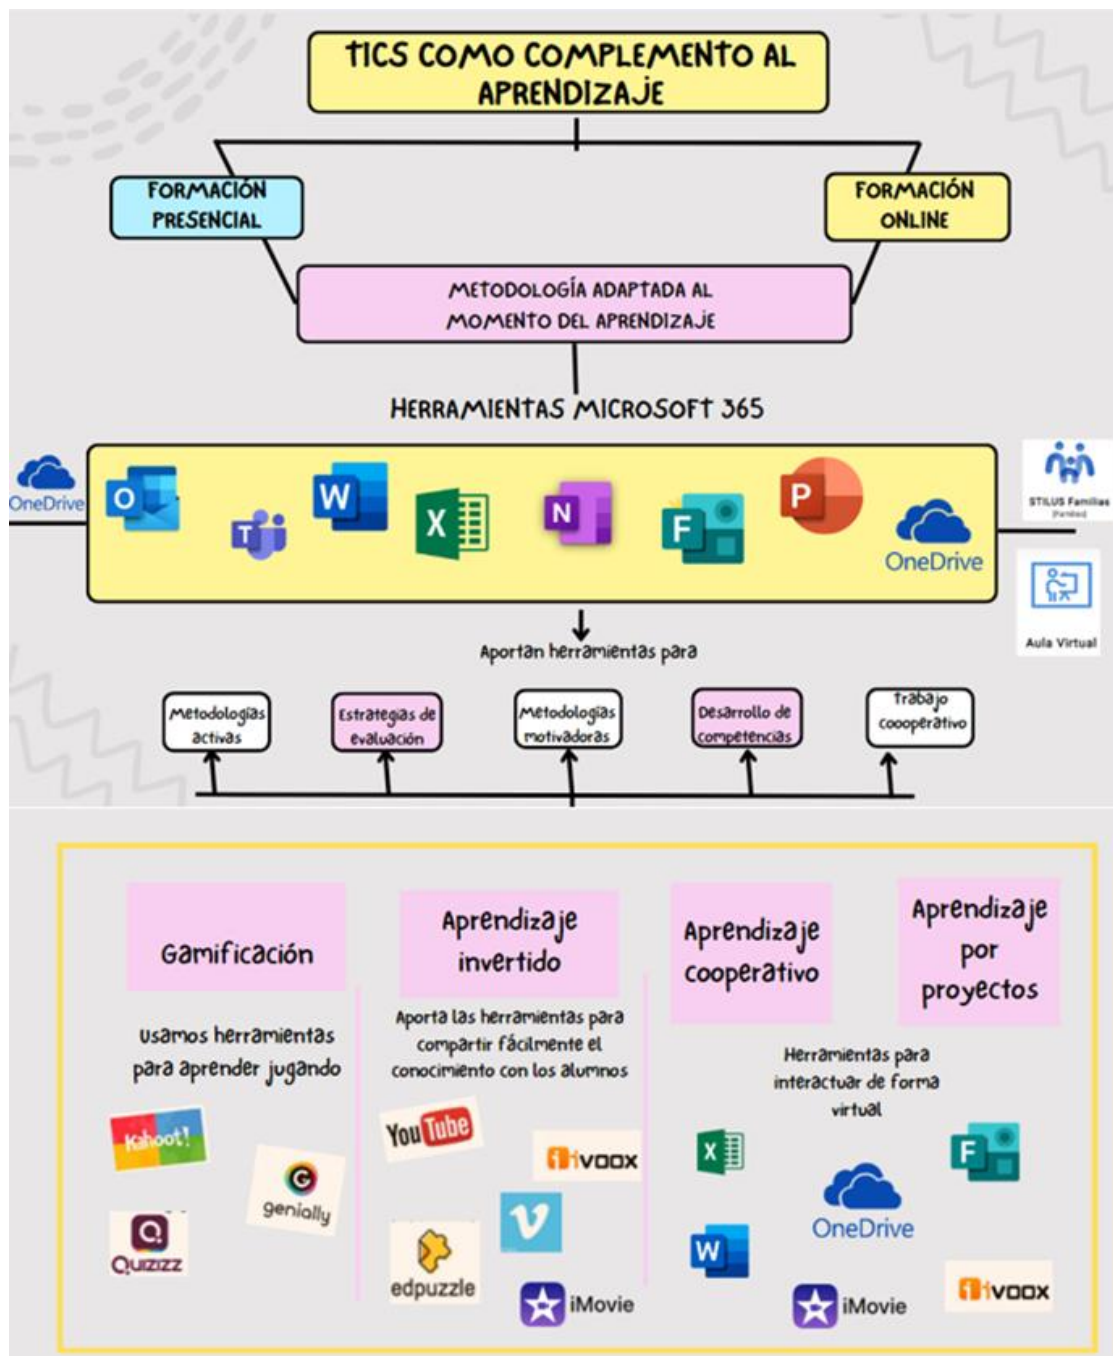 TICS COMO COMPLEMENTO AL
APRENDIZAJE
FORMACIÓN
PRESENCIAL
FORMACIÓN
ONLINE
METODOLOGÍA ADAPTADA AL
MOMENTO DEL APRENDIZAJE
HERRAMIENTAS MICROSOFT 365
OneDrive
O
T
W
X
N
F
P
OneDrive
STILUS Familias
Aula Virtual
Aportan herramientas para
Metodologías
activas
Estrategias de
evaluación
Metodologías
motivadoras
Desarrollo de
competencias
Trabajo
coooperativo
Gamificación
Usamos herramientas
para aprender jugando
Kahoot!
G
genially
Q
Quizizz
Aprendizaje
invertido
Aporta las herramientas para
compartir fácilmente el
conocimiento con los alumnos
YouTube
ivoox
V
edpuzzle
iMovie
Aprendizaje
cooperativo
Aprendizaje
por
proyectos
Herramientas para
interactuar de forma
virtual
X
F
OneDrive
W
iMovie
ivoox